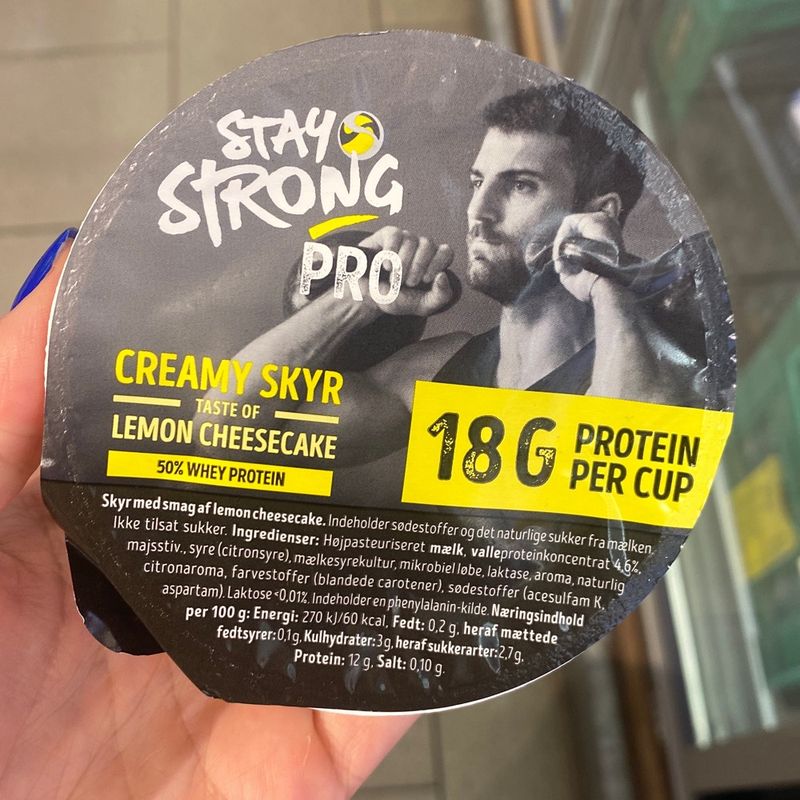 STAY
STRONG
PRO
CREAMY SKYR
TASTE OF
LEMON CHEESECAKE
50% WHEY PROTEIN
18G PROTEIN
PER CUP
Skyr med smag af lemon cheesecake. Indeholder sødestoffer og det naturlige sukker fra mælken.
Ikke tilsat sukker. Ingredienser: Højpasteuriseret mælk, valleproteinkoncentrat 4,6%,
majsstiv., syre (citronsyre), mælkesyrekultur, mikrobiel løbe, laktase, aroma, naturlig
citronaroma, farvestoffer (blandede carotener), sødestoffer (acesulfam K,
aspartam). Laktose <0,01%. Indeholder en phenylalanin-kilde. Næringsindhold
per 100 g: Energi: 270 kJ/60 kcal, Fedt: 0,2 g, heraf mættede
fedtsyrer: 0,1g, Kulhydrater: 3g, heraf sukkerarter: 2,7g,
Protein: 12 g. Salt: 0,10 g.